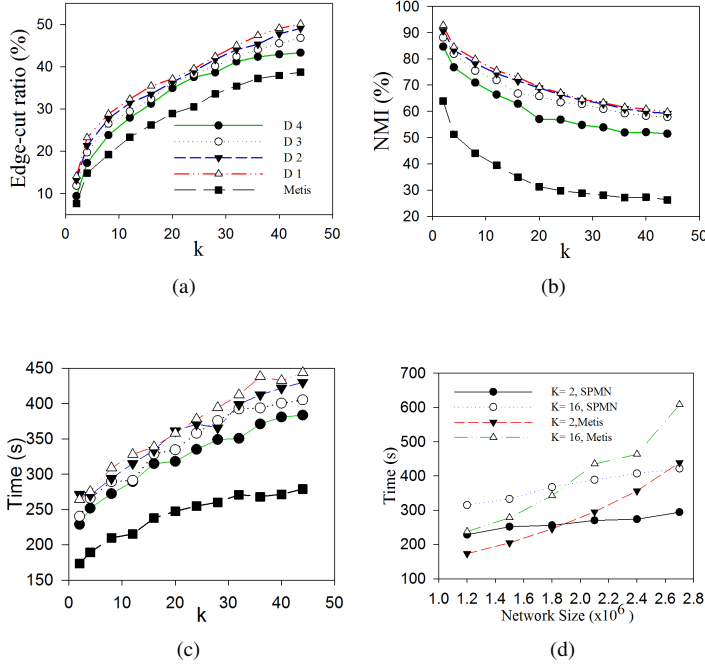 Edge-cut ratio (%)
50
40
30
20
10
0 10 20 30 40 50
k
D 4
D 3
D 2
D 1
Metis
(a)
NMI (%)
100
90
80
70
60
50
40
30
20
0 10 20 30 40 50
k
(b)
Time (s)
450
400
350
300
250
200
150
0 10 20 30 40 50
k
(c)
Time (s)
700
600
500
400
300
200
100
1.0 1.2 1.4 1.6 1.8 2.0 2.2 2.4 2.6 2.8
Network Size (x10⁶)
K= 2, SPMN
K= 16, SPMN
K= 2,Metis
K= 16, Metis
(d)